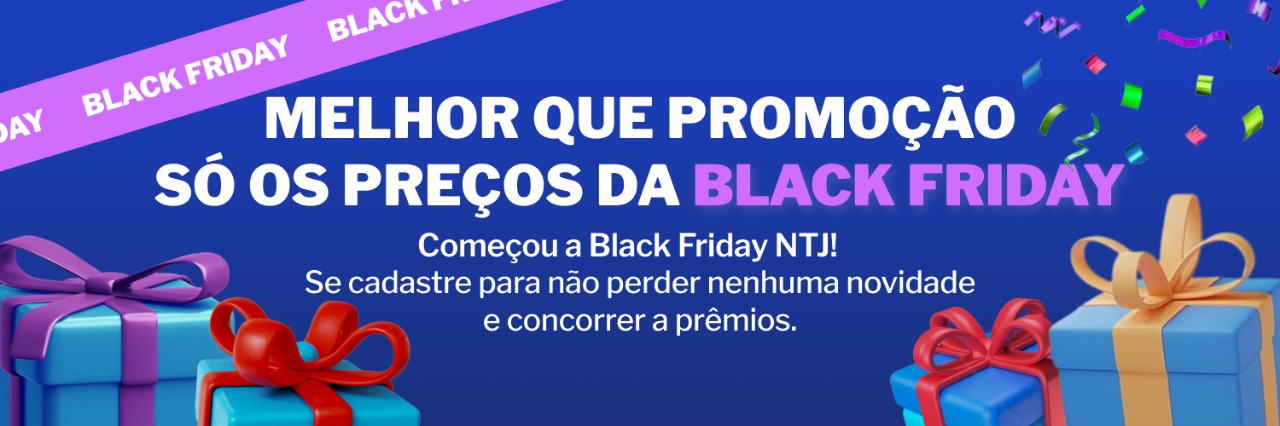 BLACK FRIDAY
BLACK
DAY
MELHOR QUE PROMOÇÃO
SÓ OS PREÇOS DA BLACK FRIDAY
Começou a Black Friday NTJ!
Se cadastre para não perder nenhuma novidade
e concorrer a prêmios.